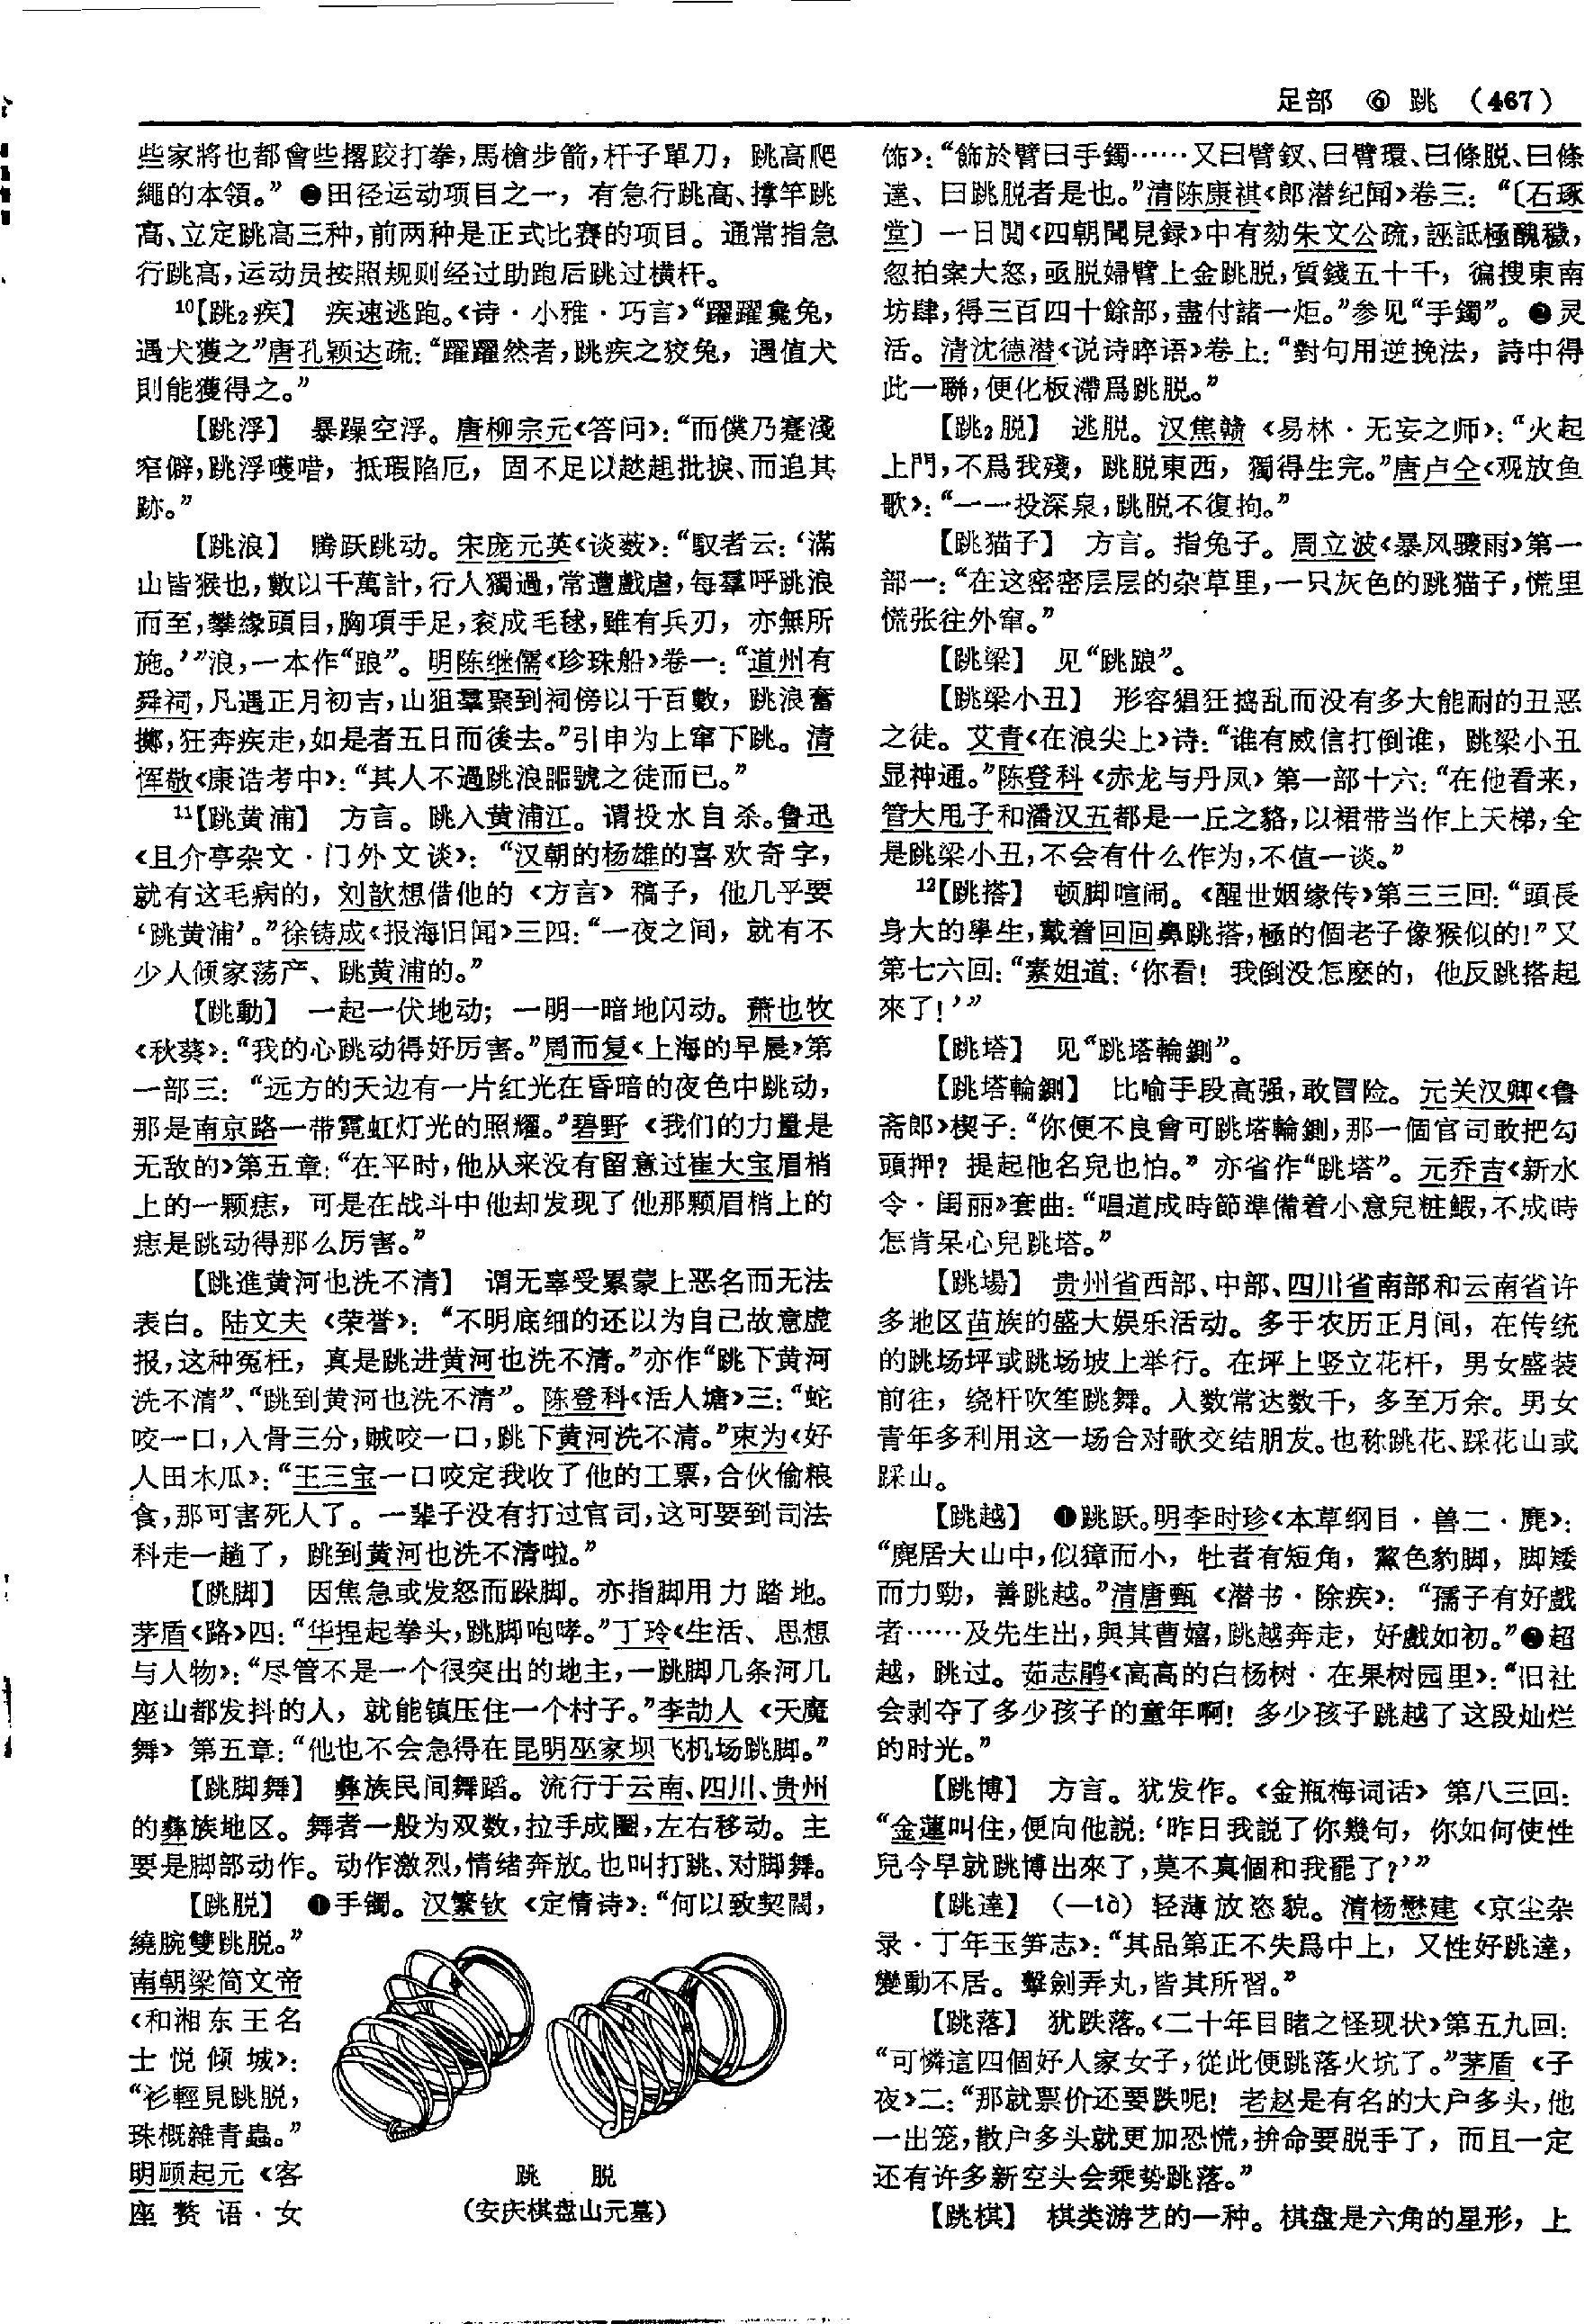 足部 ⑥ 跳 （467）
些家將也都會些撂跤打拳，馬槍步箭，杆子單刀，跳高爬
繩的本領。”❷田径运动项目之一，有急行跳高、撑竿跳
高、立定跳高三种，前两种是正式比赛的项目。通常指急
行跳高，运动员按照规则经过助跑后跳过横杆。
10【跳₂疾】 疾速逃跑。《诗·小雅·巧言》“躍躍毚兔，
遇犬獲之”唐孔颖达疏：“躍躍然者，跳疾之狡兔，遇值犬
則能獲得之。”
【跳浮】 暴躁空浮。唐柳宗元《答问》：“而僕乃蹇淺
窄僻，跳浮嚄唶，抵瑕陷厄，固不足以趑趄批捩、而追其
跡。”
【跳浪】 腾跃跳动。宋庞元英《谈薮》：“馭者云：‘滿
山皆猴也，數以千萬計，行人獨過，常遭戲虐，每羣呼跳浪
而至，攀緣頭目，胸項手足，衮成毛毬，雖有兵刃，亦無所
施。’”浪，一本作“踉”。明陈继儒《珍珠船》卷一：“道州有
舜祠，凡遇正月初吉，山狙羣聚到祠傍以千百數，跳浪奮
擲，狂奔疾走，如是者五日而後去。”引申为上窜下跳。清
恽敬《康诰考中》：“其人不過跳浪嚻號之徒而已。”
11【跳黄浦】 方言。跳入黄浦江。谓投水自杀。鲁迅
《且介亭杂文·门外文谈》：“汉朝的杨雄的喜欢奇字，
就有这毛病的，刘歆想借他的《方言》稿子，他几乎要
‘跳黄浦’。”徐铸成《报海旧闻》三四：“一夜之间，就有不
少人倾家荡产、跳黄浦的。”
【跳動】 一起一伏地动；一明一暗地闪动。萧也牧
《秋葵》：“我的心跳动得好厉害。”周而复《上海的早晨》第
一部三：“远方的天边有一片红光在昏暗的夜色中跳动，
那是南京路一带霓虹灯光的照耀。”碧野《我们的力量是
无敌的》第五章：“在平时，他从来没有留意过崔大宝眉梢
上的一颗痣，可是在战斗中他却发现了他那颗眉梢上的
痣是跳动得那么厉害。”
【跳進黄河也洗不清】 谓无辜受累蒙上恶名而无法
表白。陆文夫《荣誉》：“不明底细的还以为自己故意虚
报，这种冤枉，真是跳进黄河也洗不清。”亦作“跳下黄河
洗不清”、“跳到黄河也洗不清”。陈登科《活人塘》三：“蛇
咬一口，入骨三分，贼咬一口，跳下黄河洗不清。”束为《好
人田木瓜》：“王三宝一口咬定我收了他的工票，合伙偷粮
食，那可害死人了。一辈子没有打过官司，这可要到司法
科走一趟了，跳到黄河也洗不清啦。”
【跳脚】 因焦急或发怒而跺脚。亦指脚用力踏地。
茅盾《路》四：“华捏起拳头，跳脚咆哮。”丁玲《生活、思想
与人物》：“尽管不是一个很突出的地主，一跳脚几条河几
座山都发抖的人，就能镇压住一个村子。”李劼人《天魔
舞》第五章：“他也不会急得在昆明巫家坝飞机场跳脚。”
【跳脚舞】 彝族民间舞蹈。流行于云南、四川、贵州
的彝族地区。舞者一般为双数，拉手成圈，左右移动。主
要是脚部动作。动作激烈，情绪奔放。也叫打跳、对脚舞。
【跳脱】 ❶手镯。汉繁钦《定情诗》：“何以致契闊，
繞腕雙跳脱。”
南朝梁简文帝
《和湘东王名
士悦倾城》：
“衫輕見跳脱，
珠概雜青蟲。”
明顾起元《客
座赘语·女
跳 脱
（安庆棋盘山元墓）
饰》：“飾於臂曰手鐲……又曰臂釵、曰臂環、曰條脱、曰條
達、曰跳脱者是也。”清陈康祺《郎潜纪闻》卷三：“〔石琢
堂〕一日閲《四朝聞見録》中有劾朱文公疏，誣詆極醜穢，
忽拍案大怒，亟脱婦臂上金跳脱，質錢五十千，徧搜東南
坊肆，得三百四十餘部，盡付諸一炬。”参见“手鐲”。❷灵
活。清沈德潜《说诗晬语》卷上：“對句用逆挽法，詩中得
此一聯，便化板滯爲跳脱。”
【跳₂脱】 逃脱。汉焦赣《易林·无妄之师》：“火起
上門，不爲我殘，跳脱東西，獨得生完。”唐卢仝《观放鱼
歌》：“一一投深泉，跳脱不復拘。”
【跳猫子】 方言。指兔子。周立波《暴风骤雨》第一
部一：“在这密密层层的杂草里，一只灰色的跳猫子，慌里
慌张往外窜。”
【跳梁】 见“跳踉”。
【跳梁小丑】 形容猖狂捣乱而没有多大能耐的丑恶
之徒。艾青《在浪尖上》诗：“谁有威信打倒谁，跳梁小丑
显神通。”陈登科《赤龙与丹凤》第一部十六：“在他看来，
管大甩子和潘汉五都是一丘之貉，以裙带当作上天梯，全
是跳梁小丑，不会有什么作为，不值一谈。”
12【跳搭】 顿脚喧闹。《醒世姻缘传》第三三回：“頭長
身大的學生，戴着回回鼻跳搭，極的個老子像猴似的！”又
第七六回：“素姐道：‘你看！我倒没怎麽的，他反跳搭起
來了！’”
【跳塔】 见“跳塔輪鍘”。
【跳塔輪鍘】 比喻手段高强，敢冒险。元关汉卿《鲁
斋郎》楔子：“你便不良會可跳塔輪鍘，那一個官司敢把勾
頭押？提起他名兒也怕。”亦省作“跳塔”。元乔吉《新水
令·闺丽》套曲：“唱道成時節準備着小意兒粧鰕，不成時
怎肯呆心兒跳塔。”
【跳場】 贵州省西部、中部、四川省南部和云南省许
多地区苗族的盛大娱乐活动。多于农历正月间，在传统
的跳场坪或跳场坡上举行。在坪上竖立花杆，男女盛装
前往，绕杆吹笙跳舞。人数常达数千，多至万余。男女
青年多利用这一场合对歌交结朋友。也称跳花、踩花山或
踩山。
【跳越】 ❶跳跃。明李时珍《本草纲目·兽二·麂》：
“麂居大山中，似獐而小，牡者有短角，黧色豹脚，脚矮
而力勁，善跳越。”清唐甄《潜书·除疾》：“孺子有好戲
者……及先生出，與其曹嬉，跳越奔走，好戲如初。”❷超
越，跳过。茹志鹃《高高的白杨树·在果树园里》：“旧社
会剥夺了多少孩子的童年啊！多少孩子跳越了这段灿烂
的时光。”
【跳博】 方言。犹发作。《金瓶梅词话》第八三回：
“金蓮叫住，便向他説：‘昨日我説了你幾句，你如何使性
兒今早就跳博出來了，莫不真個和我罷了？’”
【跳達】 （—tà）轻薄放恣貌。清杨懋建《京尘杂
录·丁年玉笋志》：“其品第正不失爲中上，又性好跳達，
變動不居。擊劍弄丸，皆其所習。”
【跳落】 犹跌落。《二十年目睹之怪现状》第五九回：
“可憐這四個好人家女子，從此便跳落火坑了。”茅盾《子
夜》二：“那就票价还要跌呢！老赵是有名的大户多头，他
一出笼，散户多头就更加恐慌，拚命要脱手了，而且一定
还有许多新空头会乘势跳落。”
【跳棋】 棋类游艺的一种。棋盘是六角的星形，上